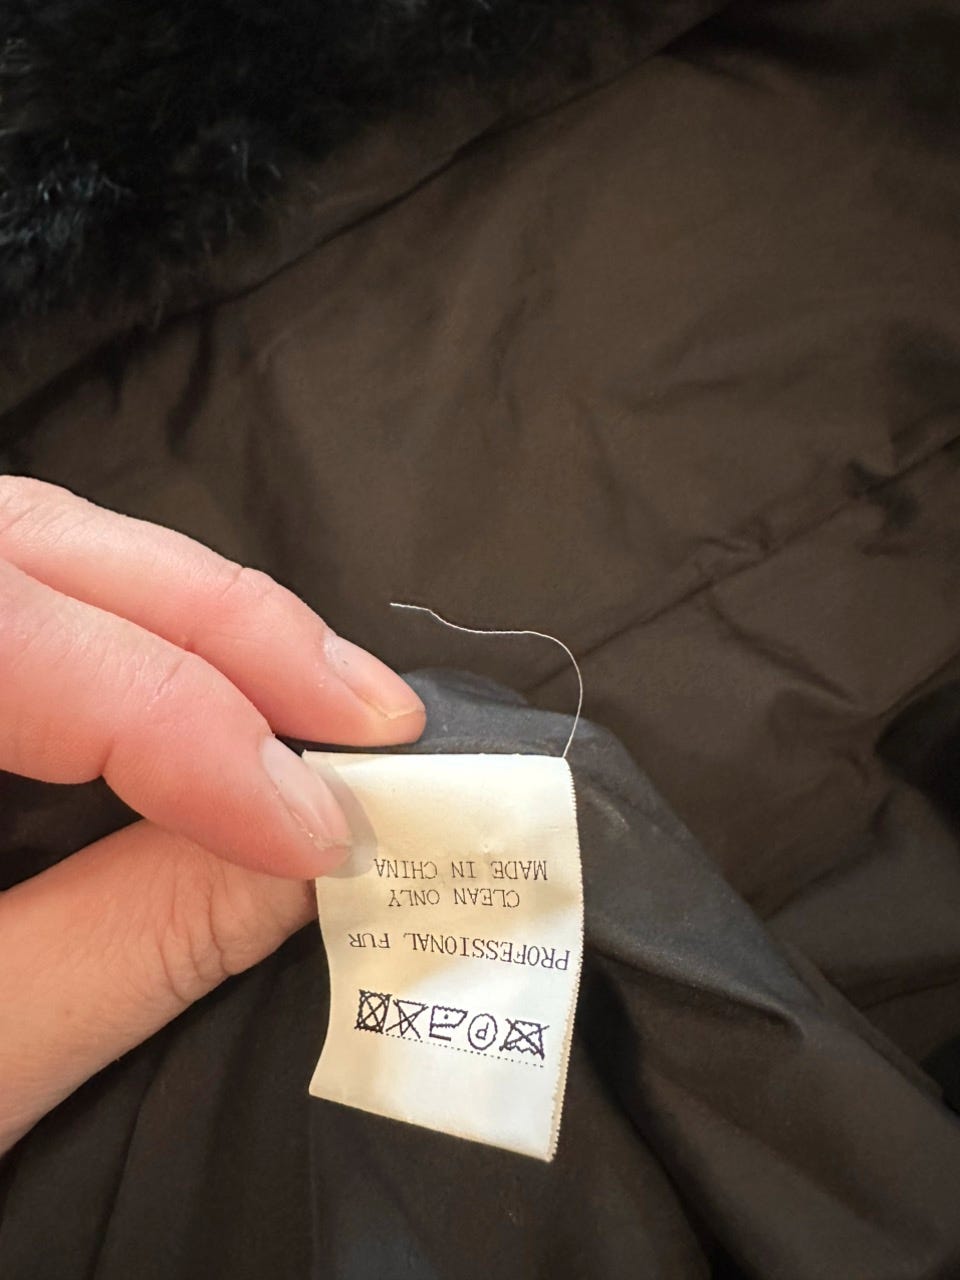 PROFESSIONAL FUR
CLEAN ONLY
MADE IN CHINA